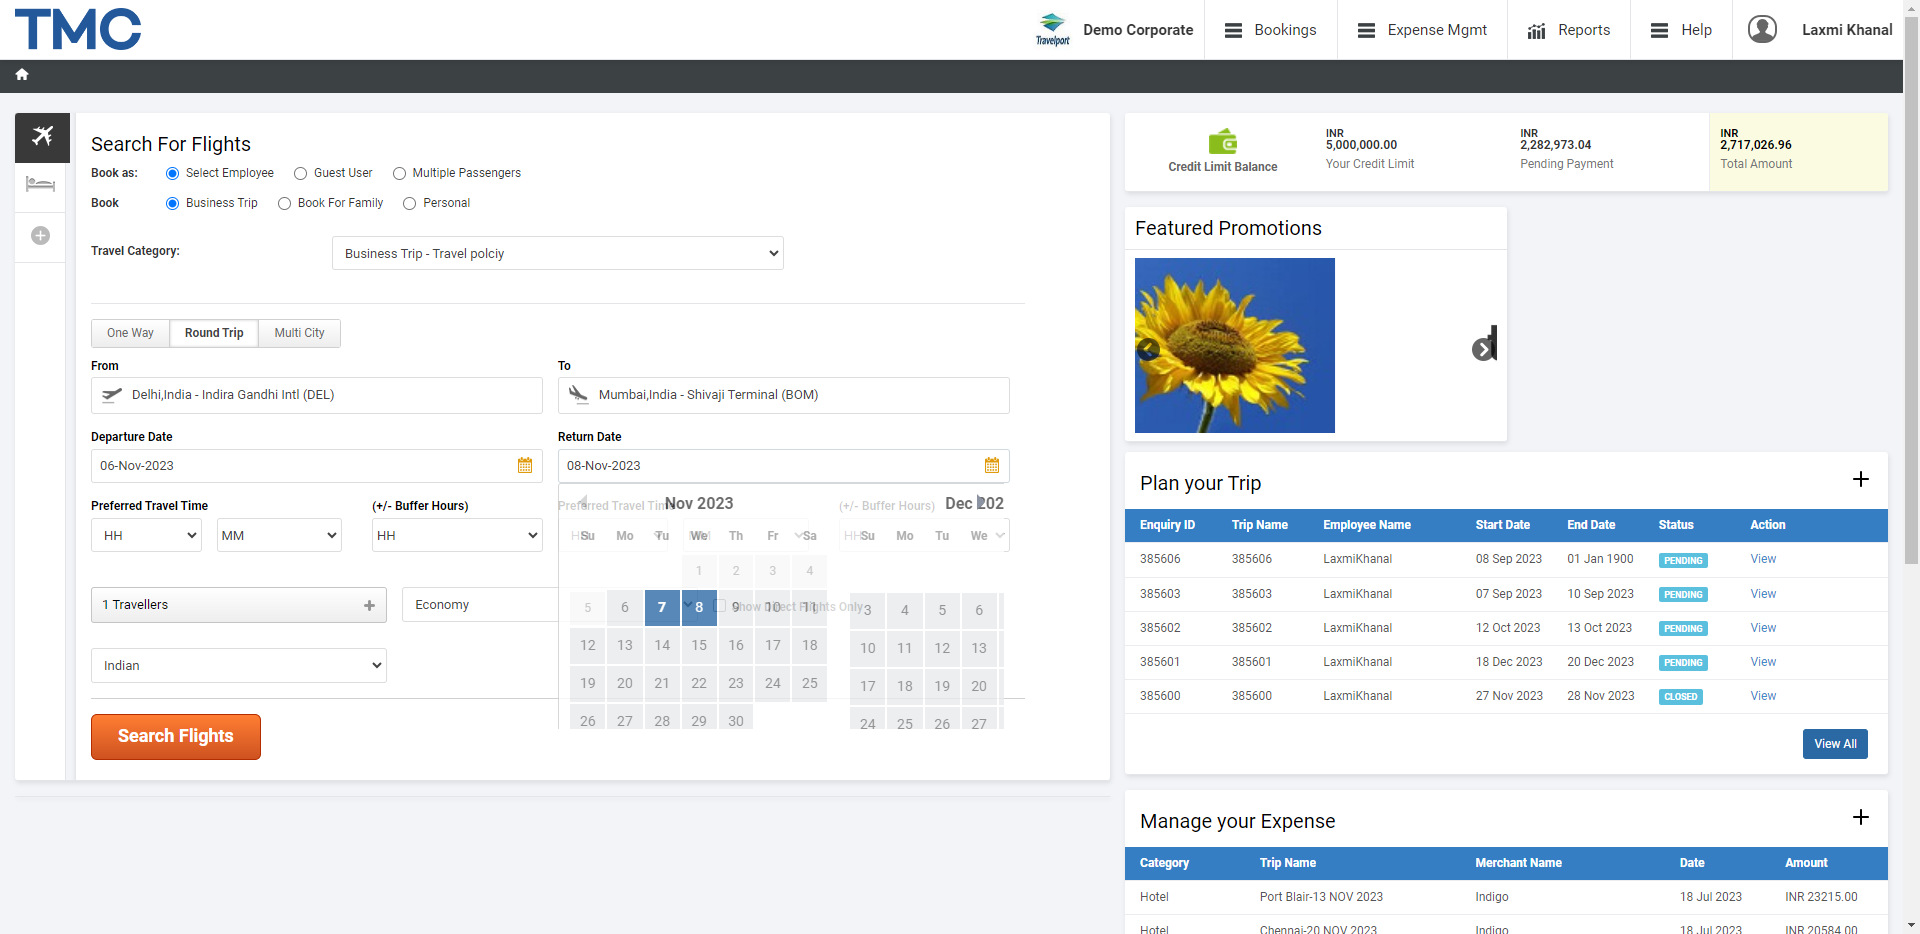 TMC
Travelport
Demo Corporate
Bookings
Expense Mgmt
Reports
Help
Laxmi Khanal
Search For Flights
Book as: Select Employee Guest User Multiple Passengers
Book Business Trip Book For Family Personal
Travel Category: Business Trip - Travel polciy
One Way Round Trip Multi City
From To
Delhi,India - Indira Gandhi Intl (DEL) Mumbai,India - Shivaji Terminal (BOM)
Departure Date Return Date
06-Nov-2023 08-Nov-2023
Preferred Travel Time (+/- Buffer Hours)
HH MM HH
Preferred Travel Time (+/- Buffer Hours)
Nov 2023 Dec 202
HH HH
Su Mo Tu We Th Fr Sa Su Mo Tu We
1 2 3 4
5 6 7 8 9 10 11 3 4 5 6
Show Direct Flights Only
12 13 14 15 16 17 18 10 11 12 13
19 20 21 22 23 24 25 17 18 19 20
26 27 28 29 30 24 25 26 27
1 Travellers Economy
Indian
Search Flights
Credit Limit Balance
INR
5,000,000.00
Your Credit Limit
INR
2,282,973.04
Pending Payment
INR
2,717,026.96
Total Amount
Featured Promotions
Plan your Trip
Enquiry ID Trip Name Employee Name Start Date End Date Status Action
385606 385606 LaxmiKhanal 08 Sep 2023 01 Jan 1900 PENDING View
385603 385603 LaxmiKhanal 07 Sep 2023 10 Sep 2023 PENDING View
385602 385602 LaxmiKhanal 12 Oct 2023 13 Oct 2023 PENDING View
385601 385601 LaxmiKhanal 18 Dec 2023 20 Dec 2023 PENDING View
385600 385600 LaxmiKhanal 27 Nov 2023 28 Nov 2023 CLOSED View
View All
Manage your Expense
Category Trip Name Merchant Name Date Amount
Hotel Port Blair-13 NOV 2023 Indigo 18 Jul 2023 INR 23215.00
Hotel Chennai-20 NOV 2023 Indigo 18 Jul 2023 INR 20584.00